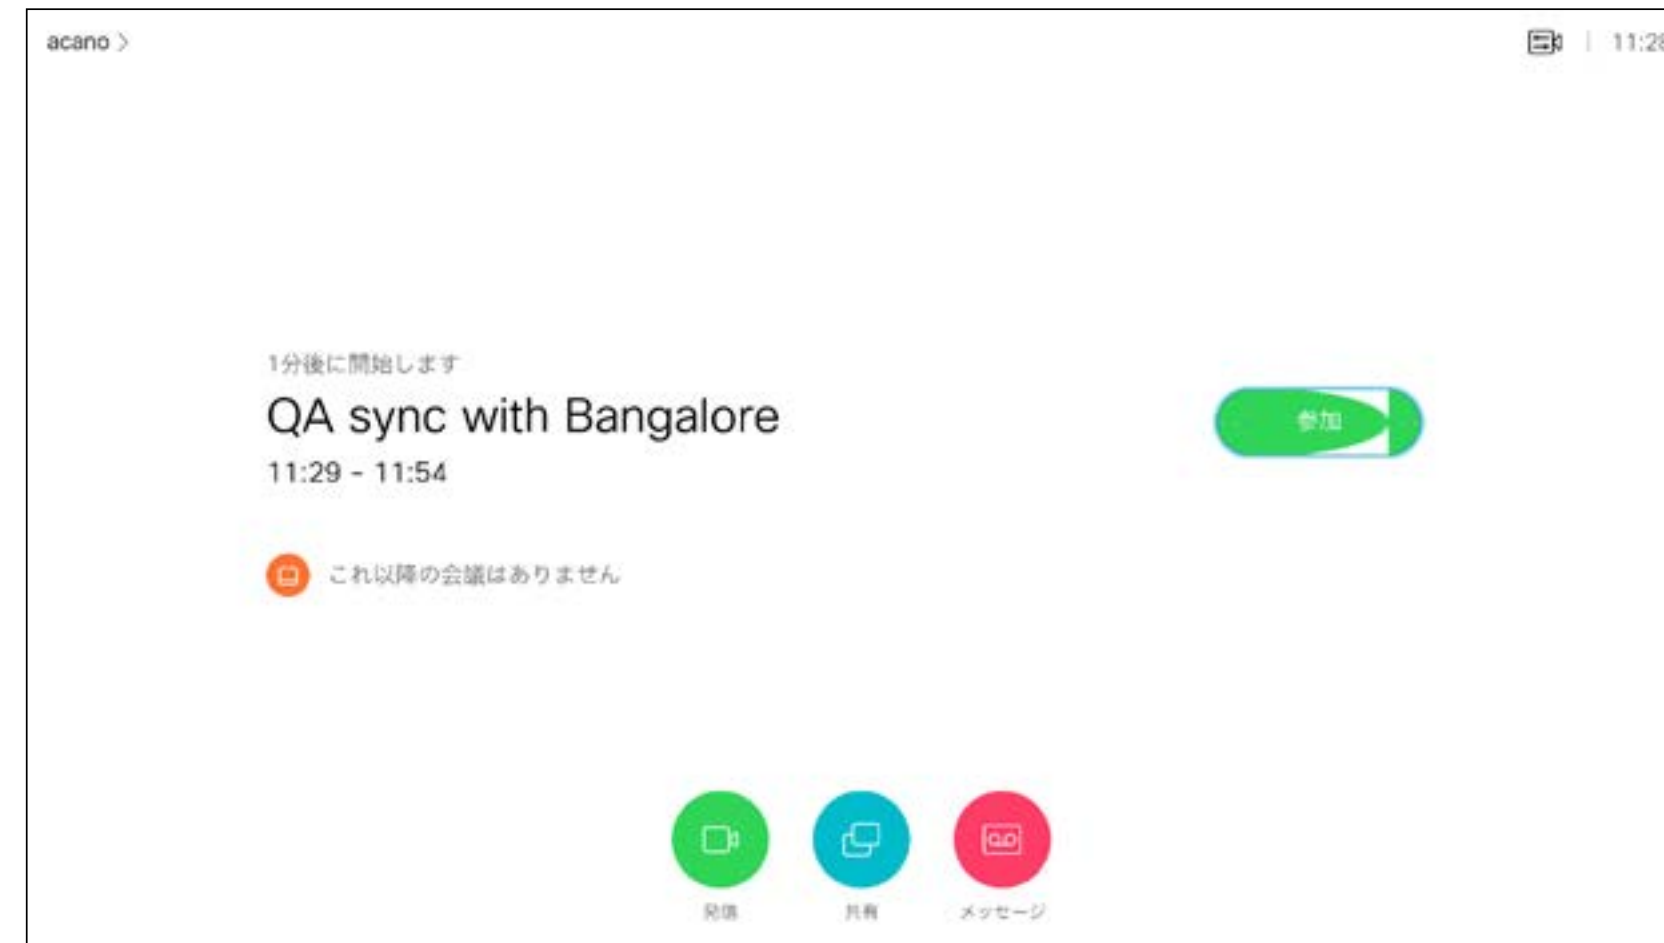 acano >
11:28
1分後に開始します
QA sync with Bangalore
11:29 - 11:54
参加
これ以降の会議はありません
発信
共有
メッセージ